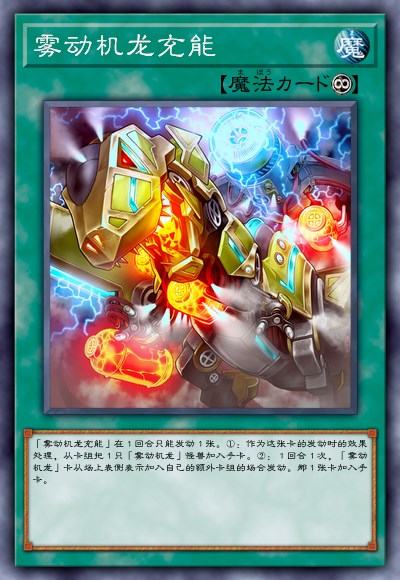 雾动机龙充能
魔
【魔法カード】
まほう
「雾动机龙充能」在1回合只能发动1张。①：作为这张卡的发动时的效果
处理，从卡组把1只「雾动机龙」怪兽加入手卡。②：1回合1次，「雾动机
龙」卡从场上表侧表示加入自己的额外卡组的场合发动。那1张卡加入手
卡。